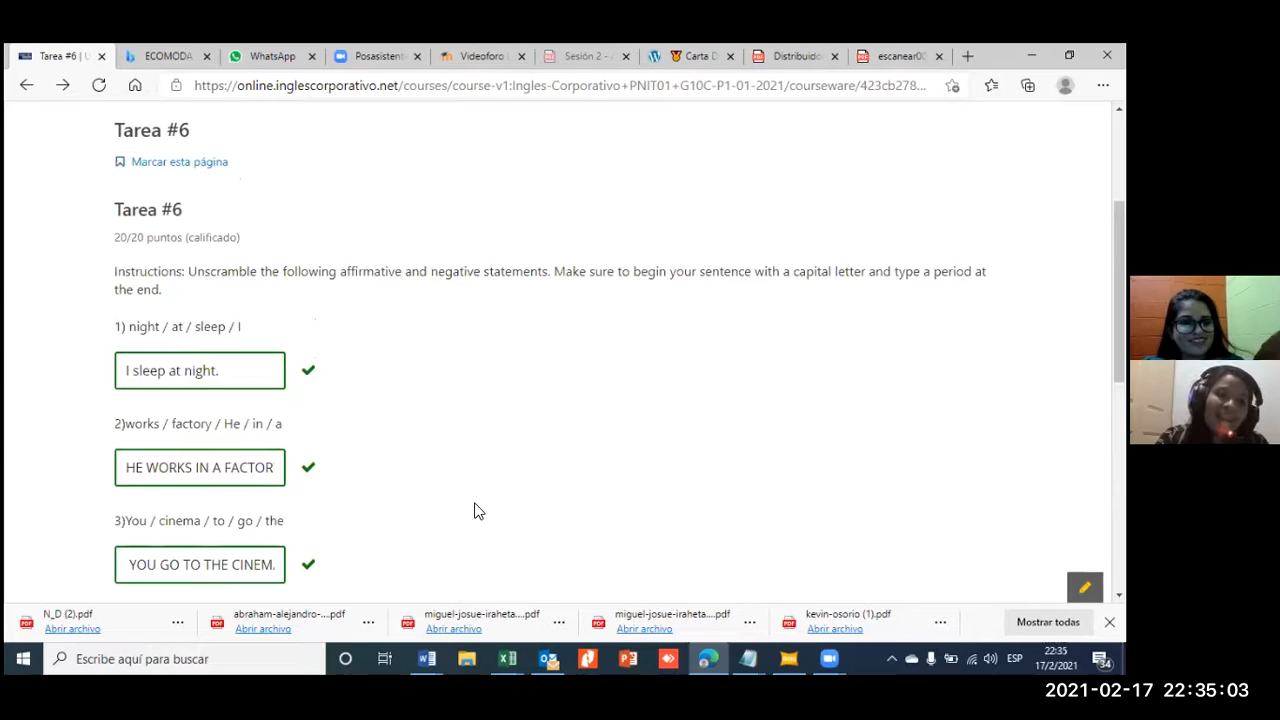 Tarea #6 | U
ECOMODA
WhatsApp
Posasistent
Videoforo
Sesión 2 -
Carta D
Distribuido
escanear0
https://online.inglescorporativo.net/courses/course-v1:Ingles-Corporativo+PNIT01+G10C-P1-01-2021/courseware/423cb278...
Tarea #6
Marcar esta página
Tarea #6
20/20 puntos (calificado)
Instructions: Unscramble the following affirmative and negative statements. Make sure to begin your sentence with a capital letter and type a period at
the end.
1) night / at / sleep / I
I sleep at night.
2)works / factory / He / in / a
HE WORKS IN A FACTOR
3)You / cinema / to / go / the
YOU GO TO THE CINEM.
N_D (2).pdf
Abrir archivo
abraham-alejandro-....pdf
Abrir archivo
miguel-josue-iraheta....pdf
Abrir archivo
miguel-josue-iraheta....pdf
Abrir archivo
kevin-osorio (1).pdf
Abrir archivo
Mostrar todas
Escribe aquí para buscar
ESP
22:35
17/2/2021
34
2021-02-17 22:35:03